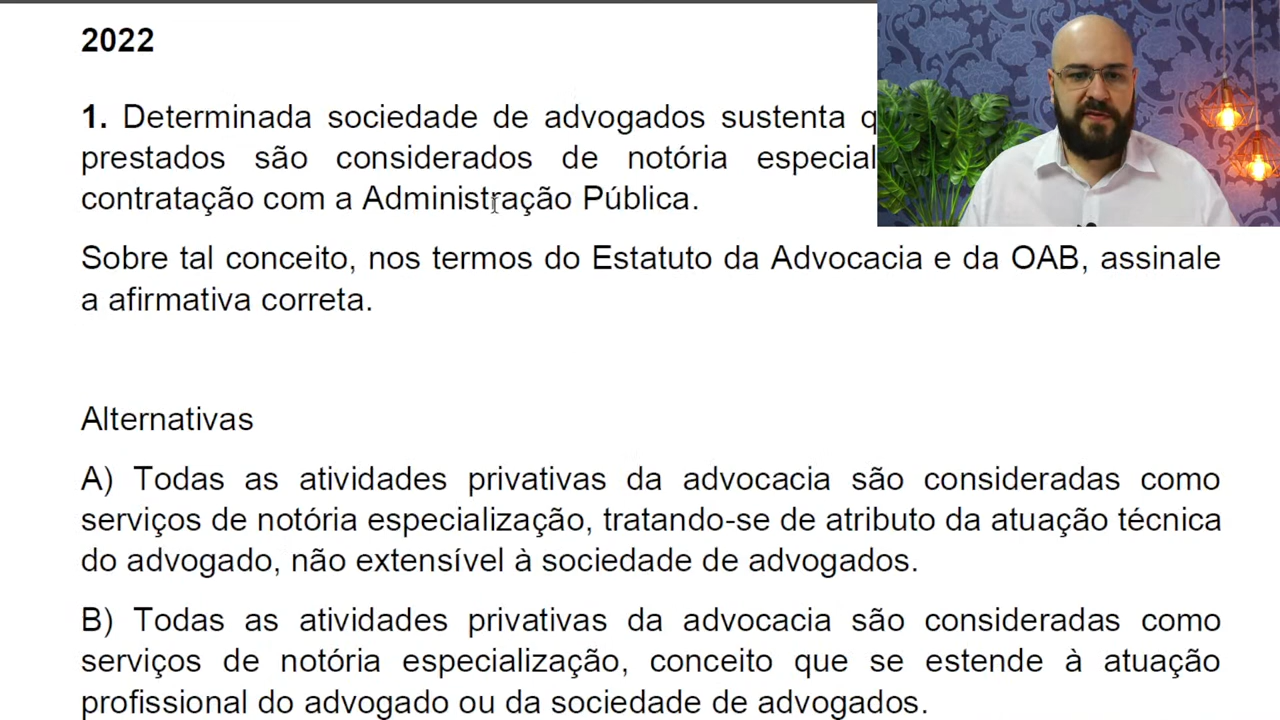 2022
1. Determinada sociedade de advogados sustenta
prestados são considerados de notória
contratação com a Administração Pública.
Sobre tal conceito, nos termos do Estatuto da Advocacia e da OAB, assinale
a afirmativa correta.
Alternativas
A) Todas as atividades privativas da advocacia são consideradas como
serviços de notória especialização, tratando-se de atributo da atuação técnica
do advogado, não extensível à sociedade de advogados.
B) Todas as atividades privativas da advocacia são consideradas como
serviços de notória especialização, conceito que se estende à atuação
profissional do advogado ou da sociedade de advogados.